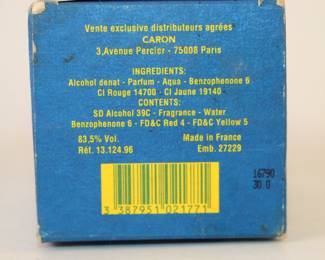 Vente exclusive distributeurs agréés
CARON
3,Avenue Percier - 75008 Paris
INGREDIENTS:
Alcohol denat - Parfum - Aqua - Benzophenone 6
CI Rouge 14700 - CI Jaune 19140
CONTENTS:
SD Alcohol 39C - Fragrance - Water
Benzophenone 6 - FD&C Red 4 - FD&C Yellow 5
83,5% Vol. Made in France
Réf. 13.124.96 Emb. 27229
16790
30 0
3 387951 021771